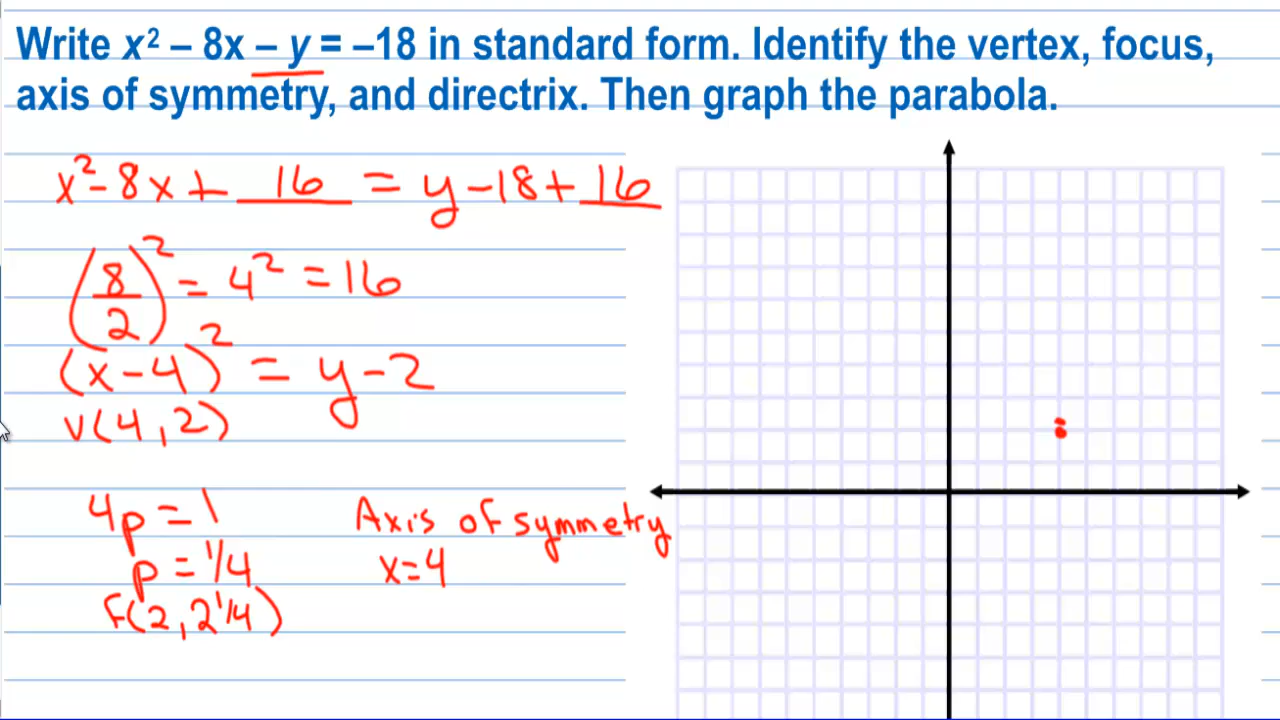 Write x² – 8x – y = –18 in standard form. Identify the vertex, focus,
axis of symmetry, and directrix. Then graph the parabola.
x² - 8x + 16 = y - 18 + 16
(8/2)² = 4² = 16
(x - 4)² = y - 2
V(4, 2)
4p = 1
p = 1/4
F(2, 2 1/4)
Axis of symmetry
x = 4